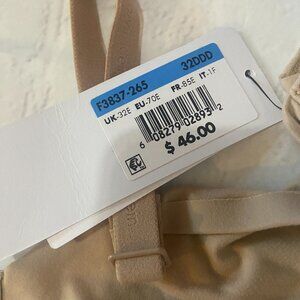 F3837-265 32DDD
UK-32E EU-70E FR-85E IT-1F
6 08279 02893 2
$ 46.00